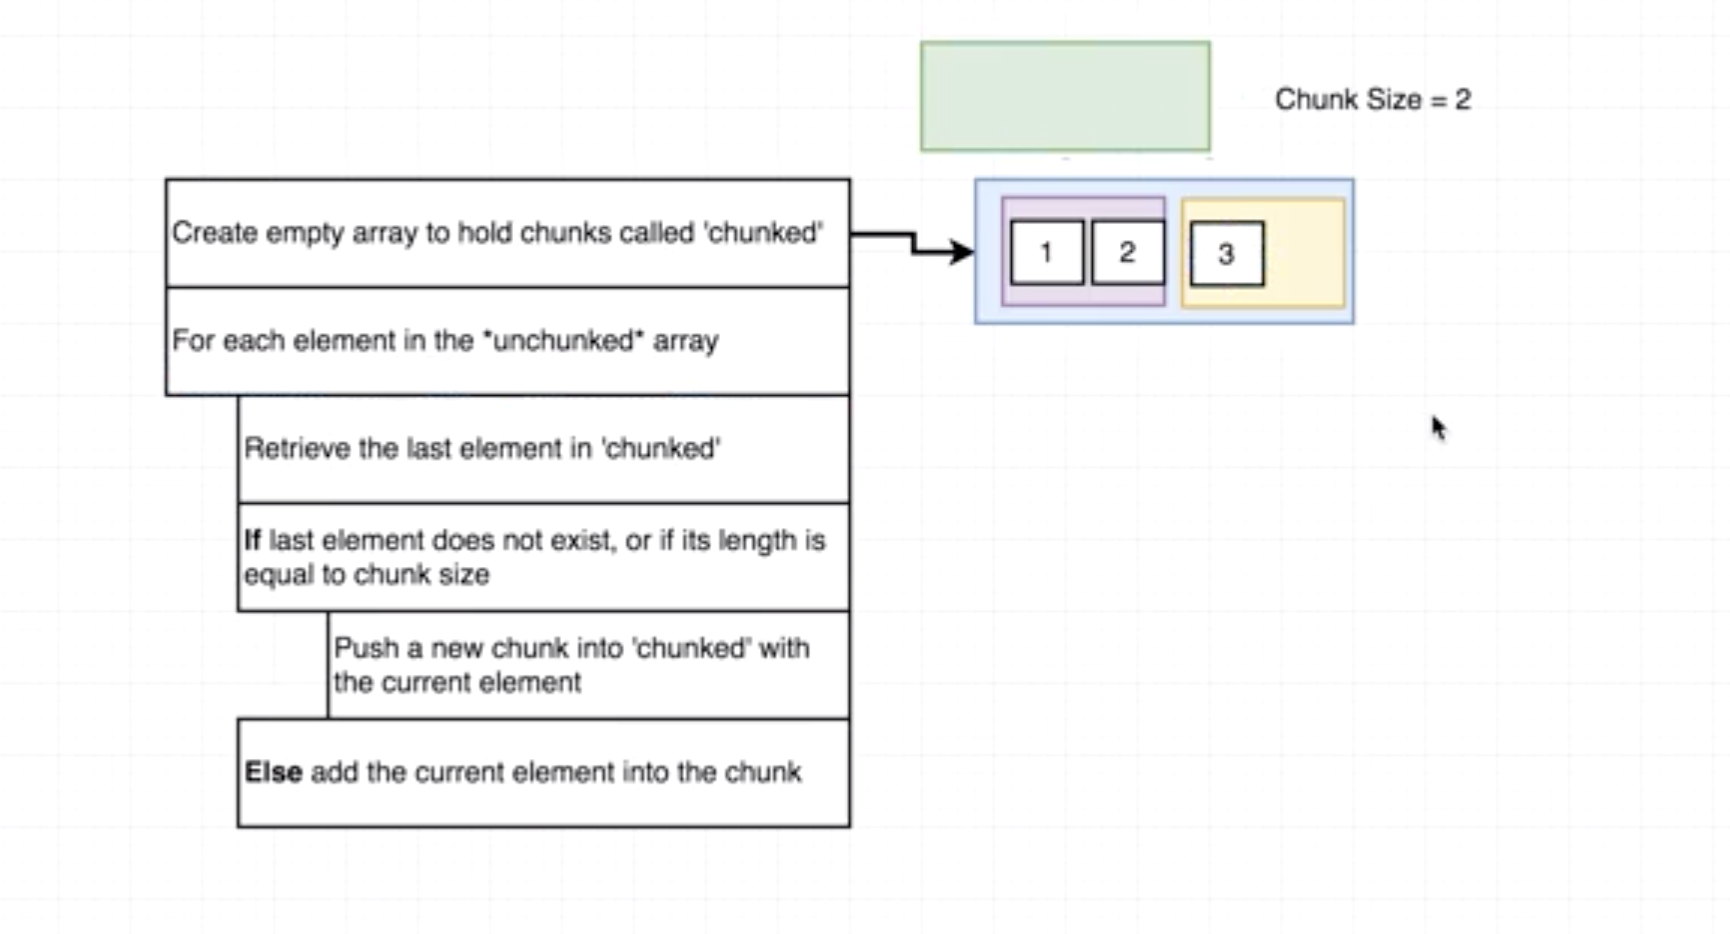 Chunk Size = 2
Create empty array to hold chunks called 'chunked'
1 2 3
For each element in the *unchunked* array
Retrieve the last element in 'chunked'
If last element does not exist, or if its length is
equal to chunk size
Push a new chunk into 'chunked' with
the current element
Else add the current element into the chunk